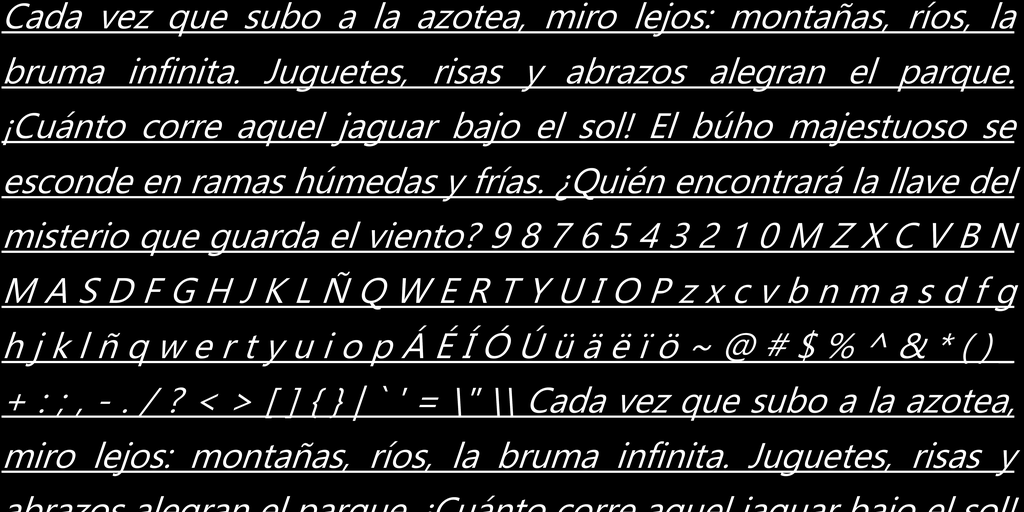 Cada vez que subo a la azotea, miro lejos: montañas, ríos, la
bruma infinita. Juguetes, risas y abrazos alegran el parque.
¡Cuánto corre aquel jaguar bajo el sol! El búho majestuoso se
esconde en ramas húmedas y frías. ¿Quién encontrará la llave del
misterio que guarda el viento? 9 8 7 6 5 4 3 2 1 0 M Z X C V B N
M A S D F G H J K L Ñ Q W E R T Y U I O P z x c v b n m a s d f g
h j k l ñ q w e r t y u i o p Á É Í Ó Ú ü ä ë ï ö ~ @ # $ % ^ & * ( ) _
+ : ; , - . / ? < > [ ] { } | ` ' = \" \\ Cada vez que subo a la azotea,
miro lejos: montañas, ríos, la bruma infinita. Juguetes, risas y
abrazos alegran el parque. ¡Cuánto corre aquel jaguar bajo el sol!